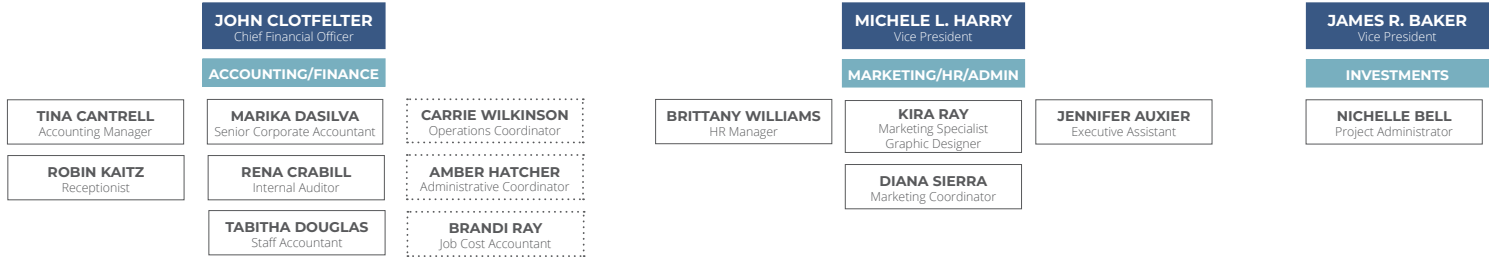 JOHN CLOTFELTER
Chief Financial Officer
ACCOUNTING/FINANCE
TINA CANTRELL
Accounting Manager
MARIKA DASILVA
Senior Corporate Accountant
CARRIE WILKINSON
Operations Coordinator
ROBIN KAITZ
Receptionist
RENA CRABILL
Internal Auditor
AMBER HATCHER
Administrative Coordinator
TABITHA DOUGLAS
Staff Accountant
BRANDI RAY
Job Cost Accountant
MICHELE L. HARRY
Vice President
MARKETING/HR/ADMIN
BRITTANY WILLIAMS
HR Manager
KIRA RAY
Marketing Specialist
Graphic Designer
JENNIFER AUXIER
Executive Assistant
DIANA SIERRA
Marketing Coordinator
JAMES R. BAKER
Vice President
INVESTMENTS
NICHELLE BELL
Project Administrator